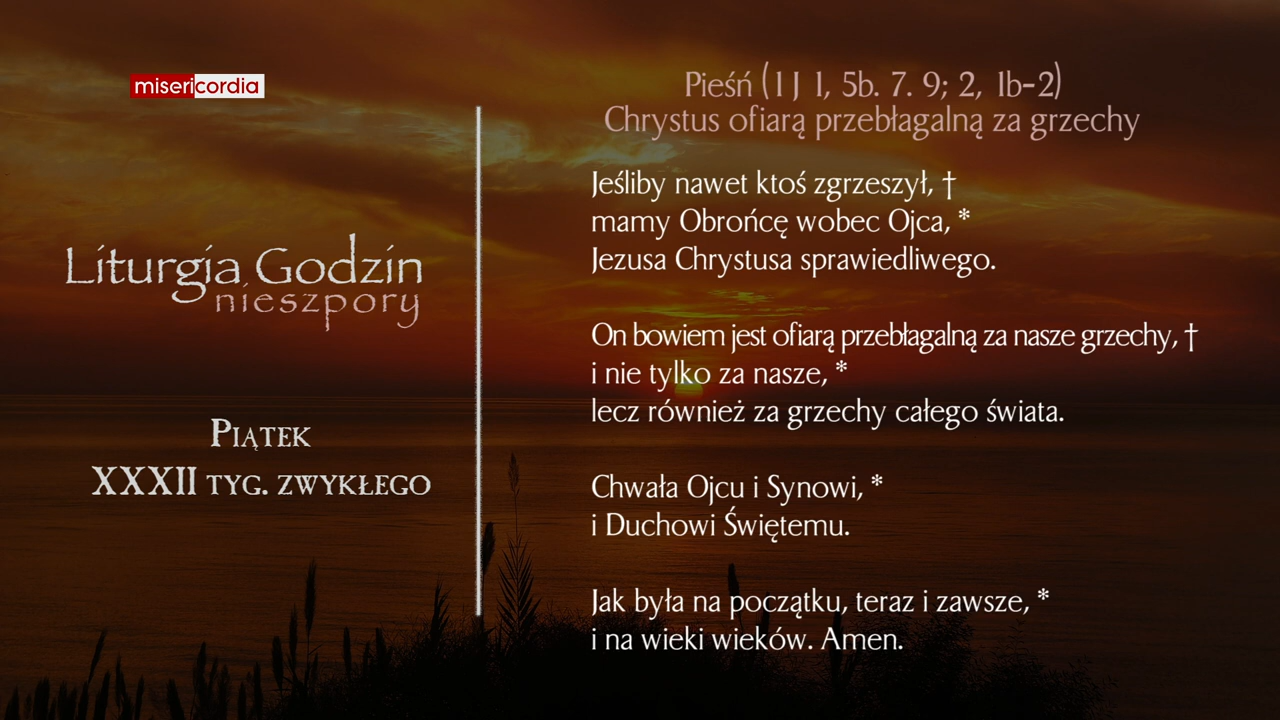 misericordia
Liturgia Godzin
nieszpory
Piątek
XXXII tyg. zwykłego
Pieśń (1 J 1, 5b. 7. 9; 2, 1b-2)
Chrystus ofiarą przebłagalną za grzechy
Jeśliby nawet ktoś zgrzeszył, †
mamy Obrońcę wobec Ojca, *
Jezusa Chrystusa sprawiedliwego.
On bowiem jest ofiarą przebłagalną za nasze grzechy, †
i nie tylko za nasze, *
lecz również za grzechy całego świata.
Chwała Ojcu i Synowi, *
i Duchowi Świętemu.
Jak była na początku, teraz i zawsze, *
i na wieki wieków. Amen.